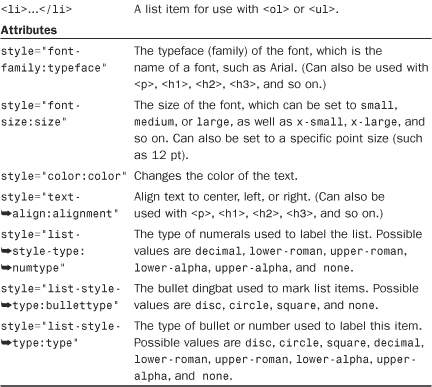 <li>...</li> A list item for use with <ol> or <ul>.
Attributes
style="font- The typeface (family) of the font, which is the
family:typeface" name of a font, such as Arial. (Can also be used with
<p>, <h1>, <h2>, <h3>, and so on.)
style="font- The size of the font, which can be set to small,
size:size" medium, or large, as well as x-small, x-large, and
so on. Can also be set to a specific point size (such
as 12 pt).
style="color:color" Changes the color of the text.
style="text- Align text to center, left, or right. (Can also be
➥align:alignment" used with <p>, <h1>, <h2>, <h3>, and so on.)
style="list- The type of numerals used to label the list. Possible
➥style-type: values are decimal, lower-roman, upper-roman,
➥numtype" lower-alpha, upper-alpha, and none.
style="list-style- The bullet dingbat used to mark list items. Possible
➥type:bullettype" values are disc, circle, square, and none.
style="list-style- The type of bullet or number used to label this item.
➥type:type" Possible values are disc, circle, square, decimal,
lower-roman, upper-roman, lower-alpha, upper-
alpha, and none.